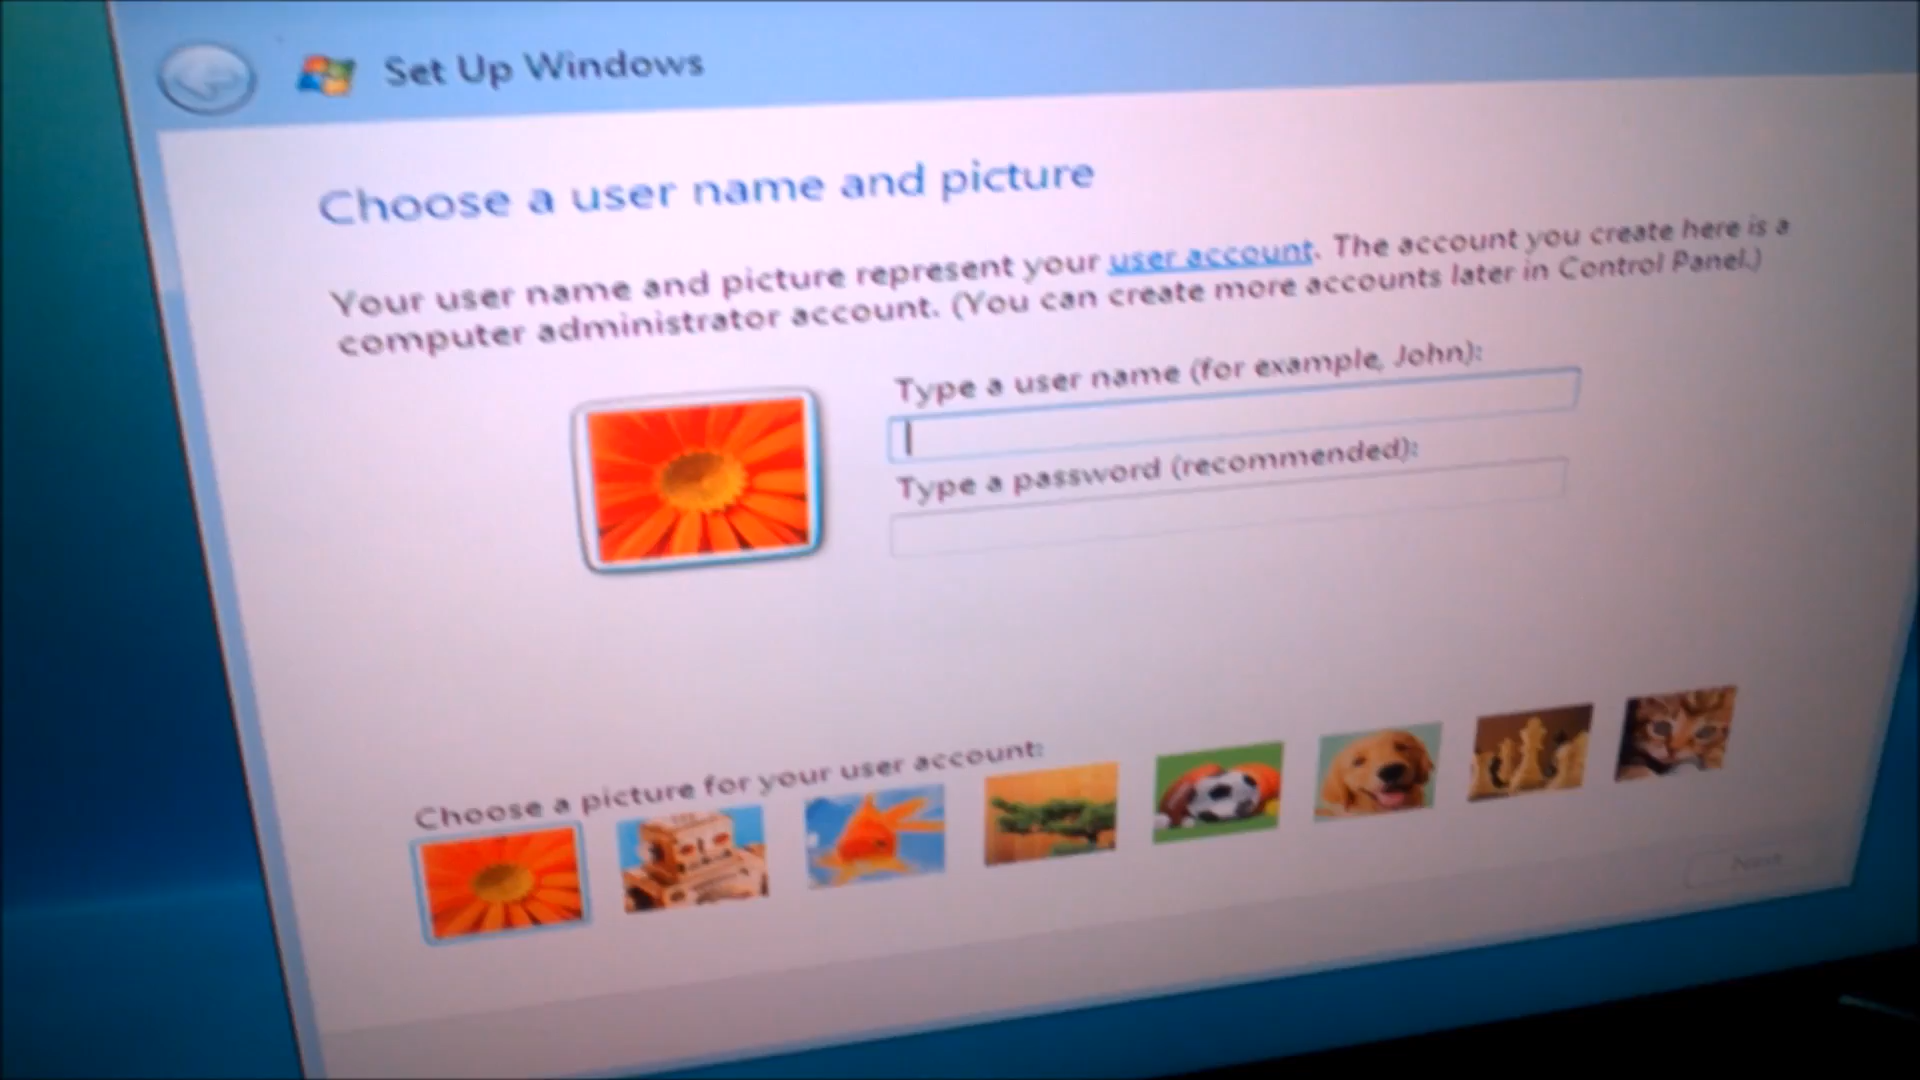 Set Up Windows
Choose a user name and picture
Your user name and picture represent your user account. The account you create here is a
computer administrator account. (You can create more accounts later in Control Panel.)
Type a user name (for example, John):
Type a password (recommended):
Choose a picture for your user account:
Next